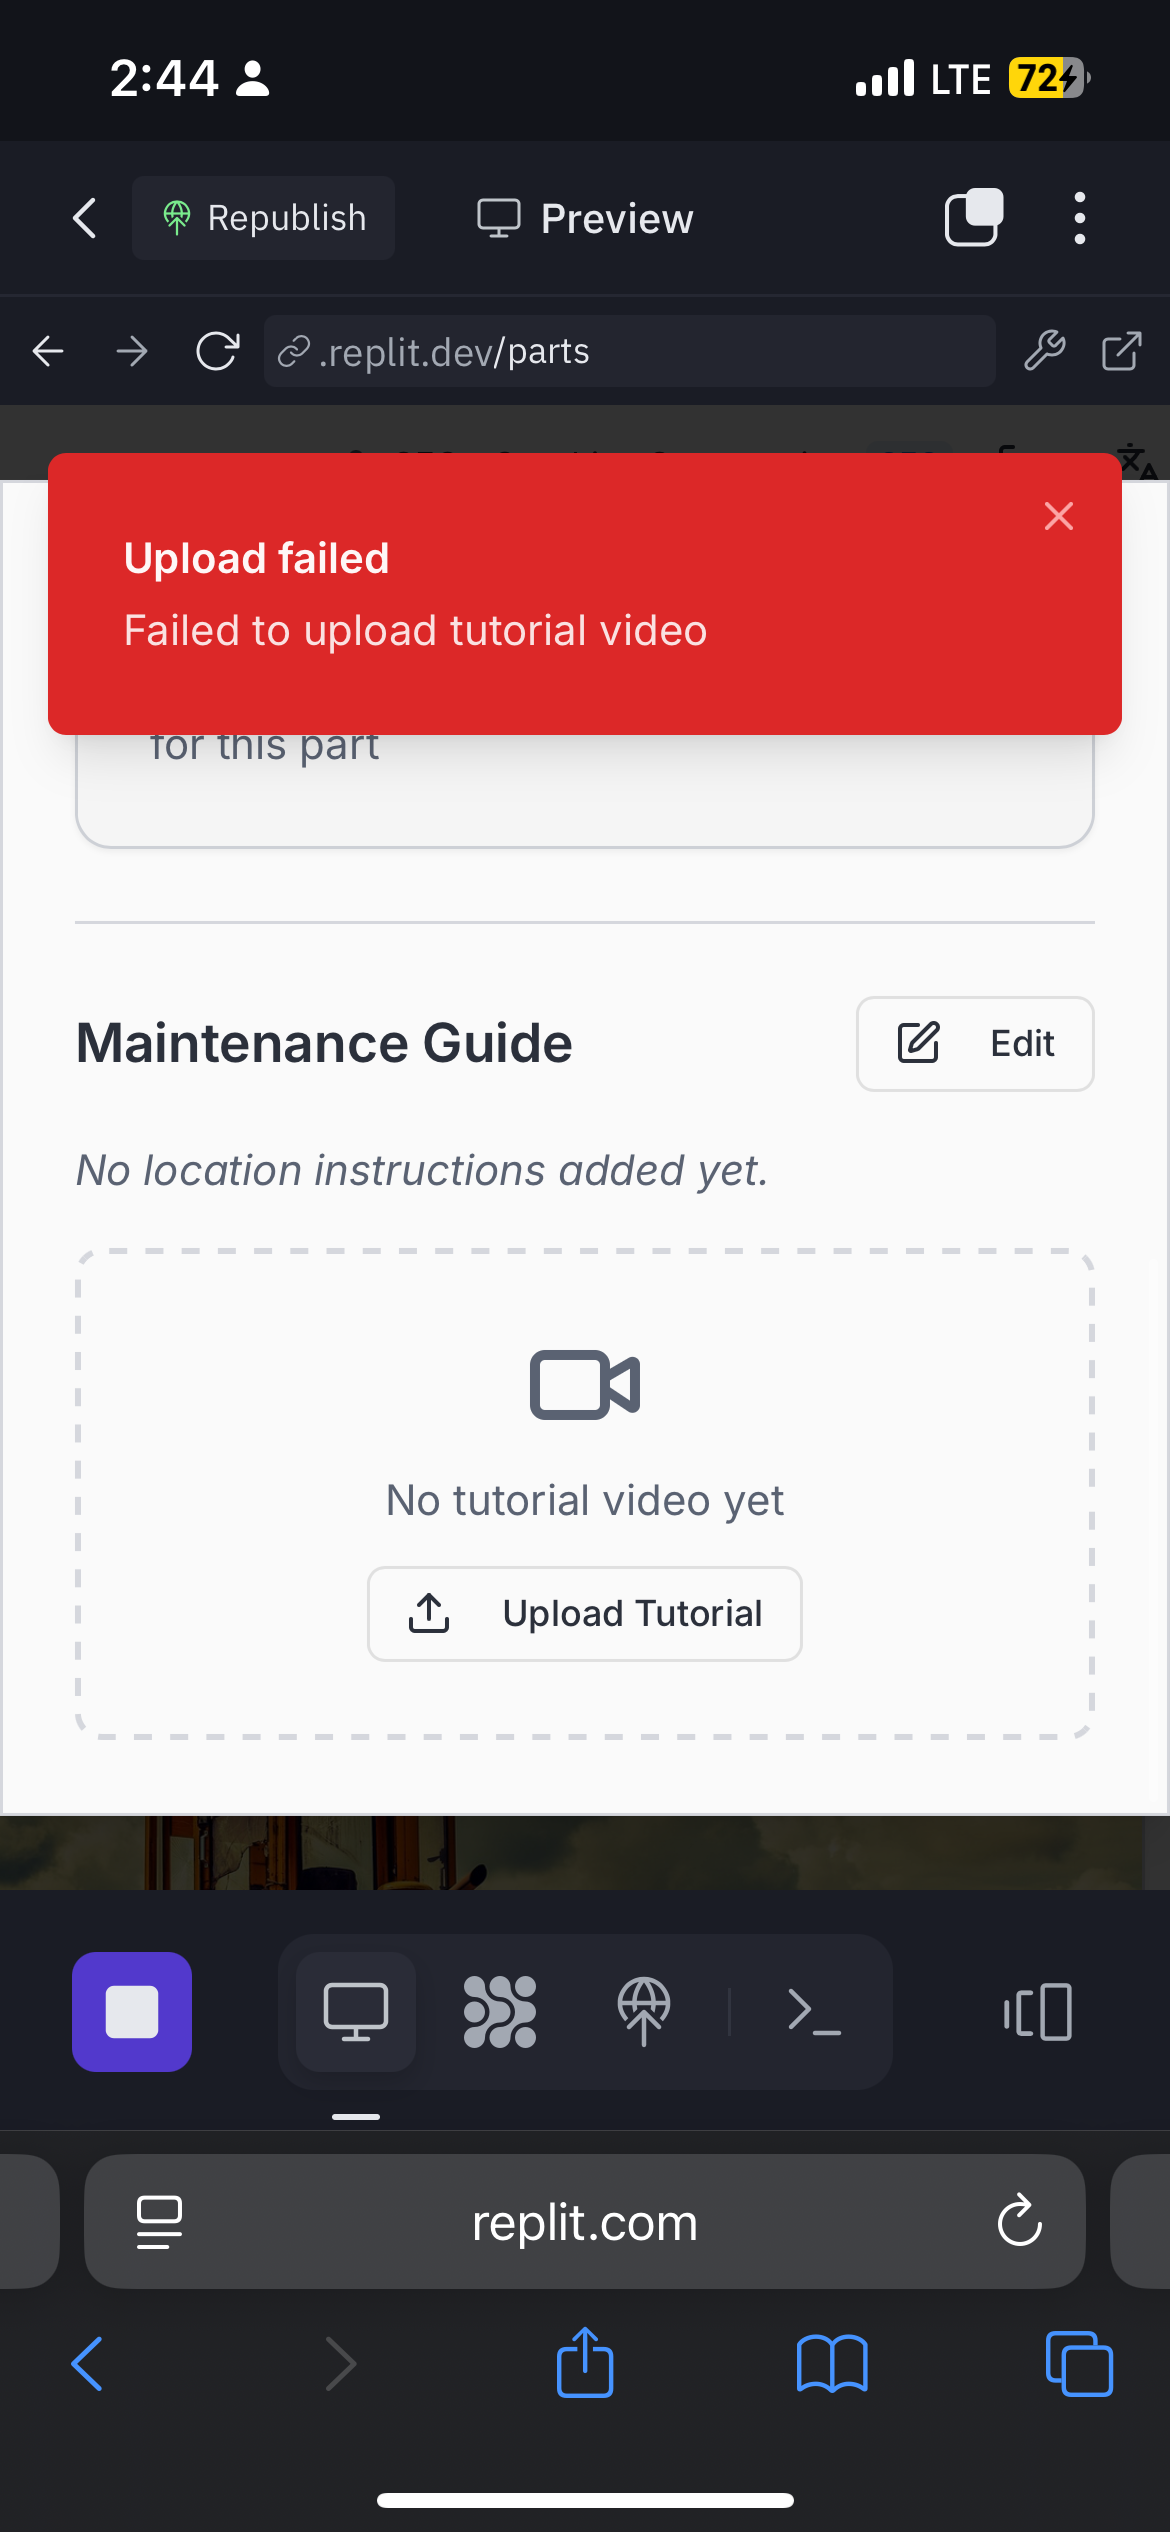 2:44
LTE
72
Republish
Preview
.replit.dev/parts
Upload failed
Failed to upload tutorial video
for this part
Maintenance Guide
Edit
No location instructions added yet.
No tutorial video yet
Upload Tutorial
replit.com